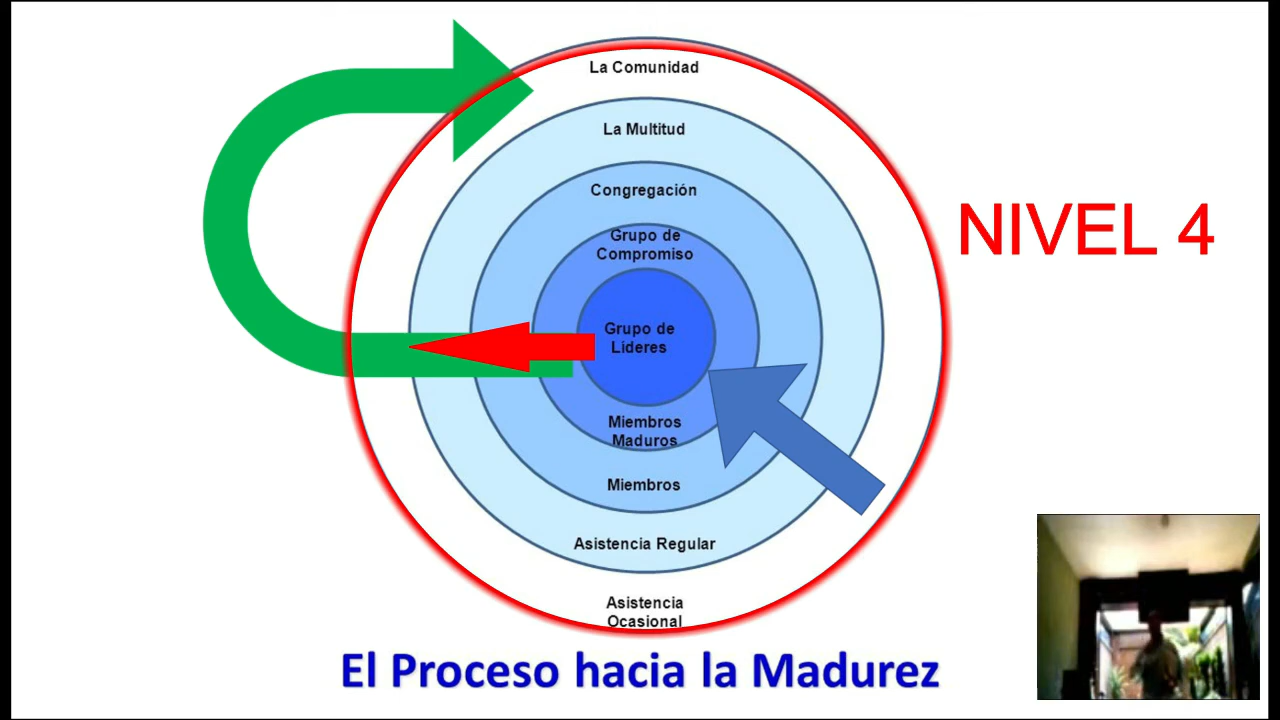 La Comunidad
La Multitud
Congregación
NIVEL 4
Grupo de
Compromiso
Grupo de
Lideres
Miembros
Maduros
Miembros
Asistencia Regular
Asistencia
Ocasional
El Proceso hacia la Madurez